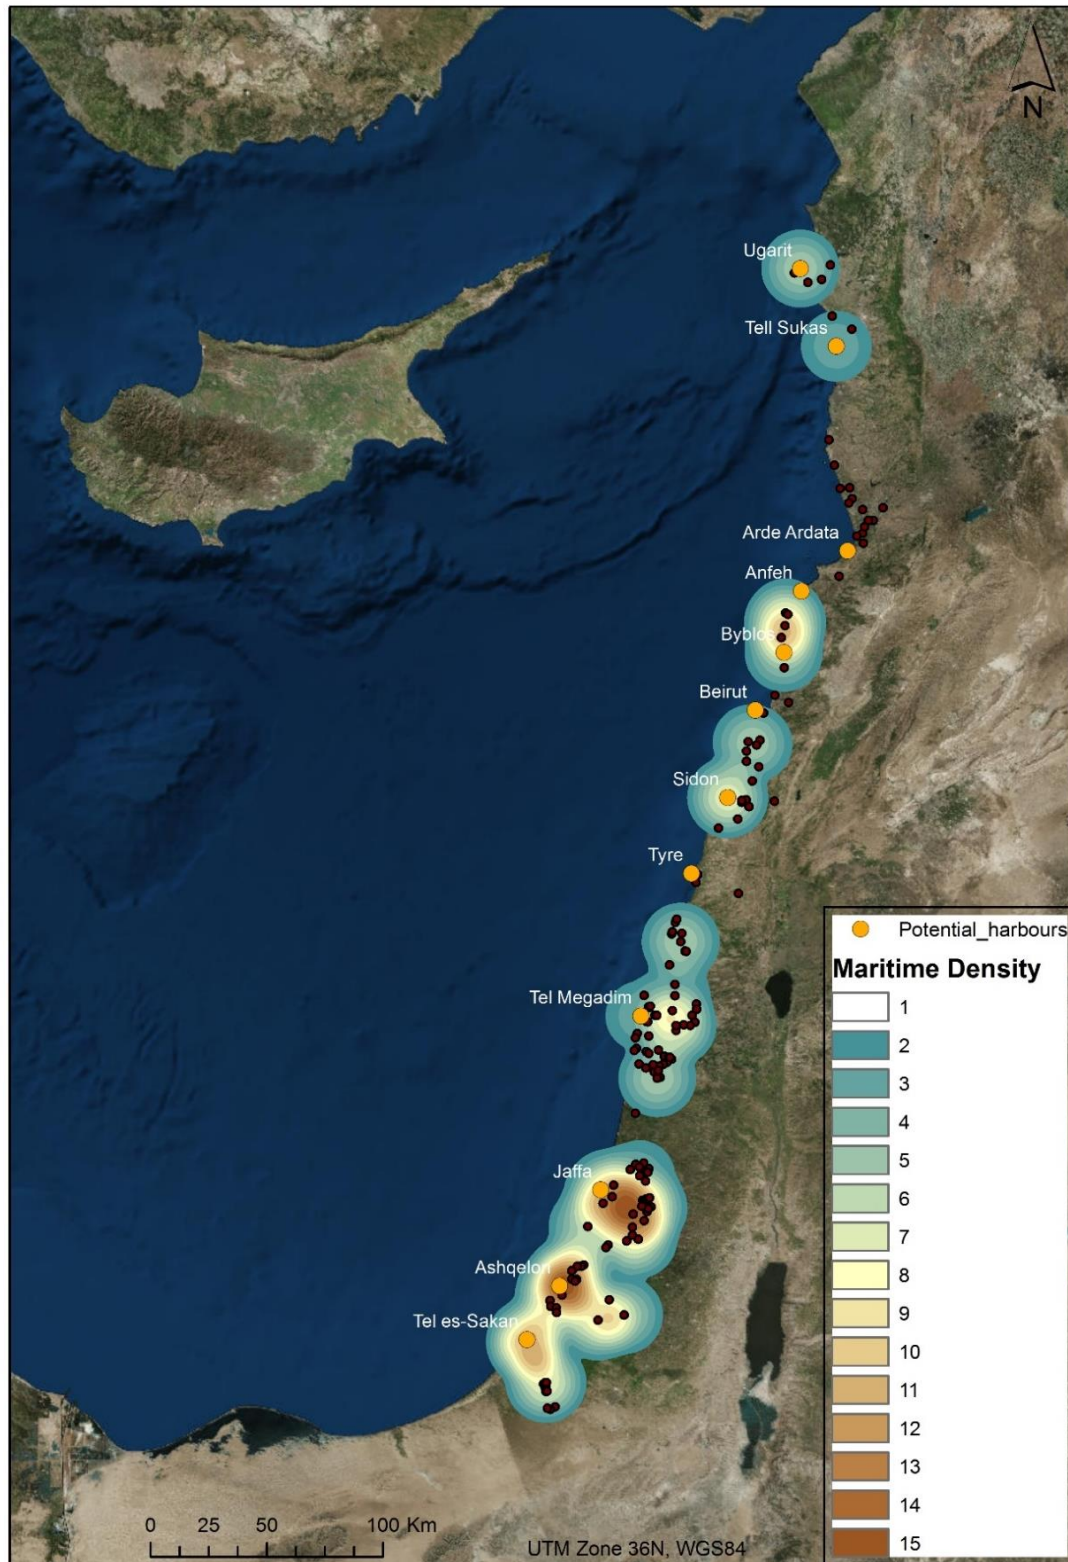 N
Ugarit
Tell Sukas
Arde Ardata
Anfeh
Byblos
Beirut
Sidon
Tyre
Tel Megadim
Jaffa
Ashqelon
Tel es-Sakan
Potential_harbours
Maritime Density
1
2
3
4
5
6
7
8
9
10
11
12
13
14
15
0 25 50 100 Km
UTM Zone 36N, WGS84